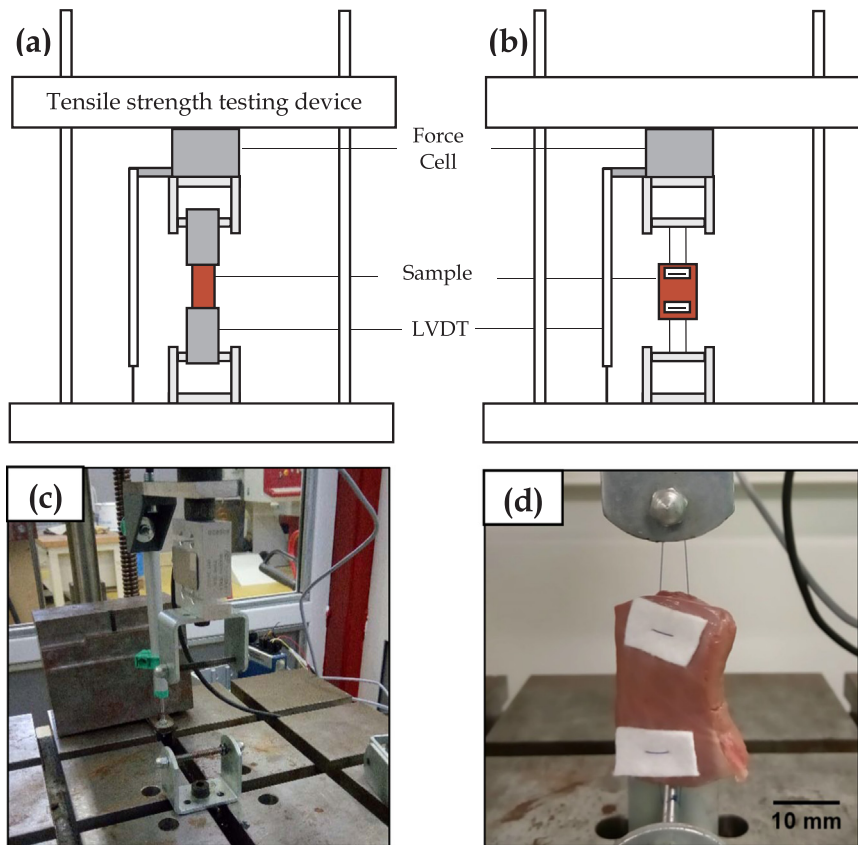 (a)
(b)
Tensile strength testing device
Force
Cell
Sample
LVDT
(c)
(d)
10 mm